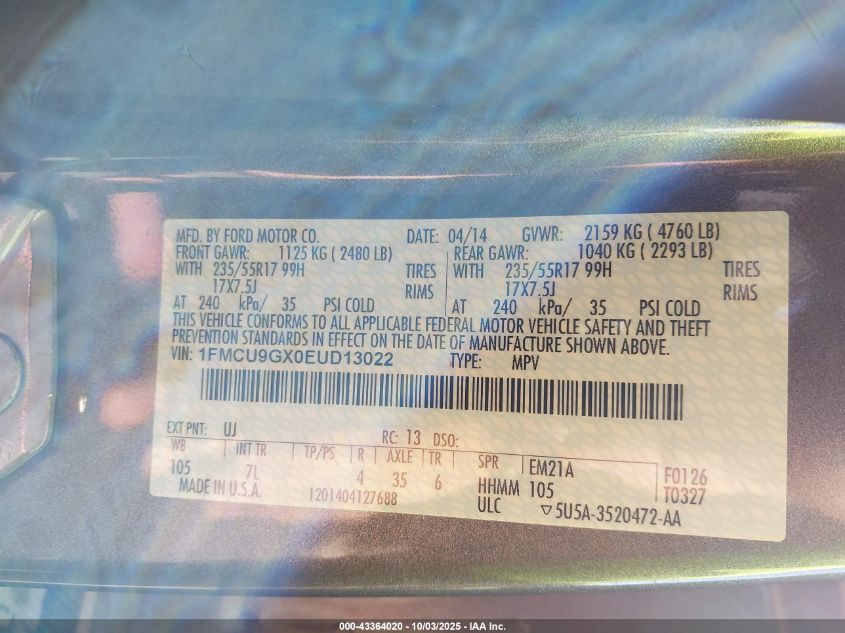 MFD. BY FORD MOTOR CO. DATE: 04/14 GVWR: 2159 KG ( 4760 LB)
FRONT GAWR: 1125 KG ( 2480 LB) REAR GAWR: 1040 KG ( 2293 LB)
WITH 235/55R17 99H TIRES WITH 235/55R17 99H TIRES
17X7.5J RIMS 17X7.5J RIMS
AT 240 kPa/ 35 PSI COLD AT 240 kPa/ 35 PSI COLD
THIS VEHICLE CONFORMS TO ALL APPLICABLE FEDERAL MOTOR VEHICLE SAFETY AND THEFT
PREVENTION STANDARDS IN EFFECT ON THE DATE OF MANUFACTURE SHOWN ABOVE.
VIN: 1FMCU9GX0EUD13022 TYPE: MPV
EXT PNT: UJ RC: 13 DSO:
WB INT TR TP/PS R AXLE TR SPR EM21A F0126
105 7L 4 35 6 HHMM 105 T0327
MADE IN U.S.A. 1201404127688 ULC ▽5U5A-3520472-AA
000-43364020 - 10/03/2025 - IAA Inc.